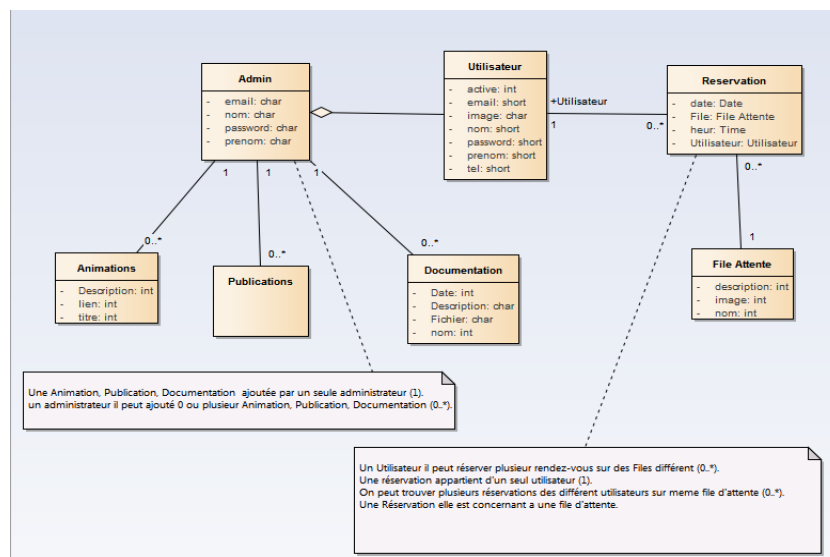 Admin
- email: char
- nom: char
- password: char
- prenom: char
Utilisateur
- active: int
- email: short
- image: char
- nom: short
- password: short
- prenom: short
- tel: short
+Utilisateur
1
0..*
Reservation
- date: Date
- File: File Attente
- heur: Time
- Utilisateur: Utilisateur
1
1
1
0..*
0..*
0..*
0..*
1
Animations
- Description: int
- lien: int
- titre: int
Publications
Documentation
- Date: int
- Description: char
- Fichier: char
- nom: int
File Attente
- description: int
- image: int
- nom: int
Une Animation, Publication, Documentation ajoutée par un seule administrateur (1).
un administrateur il peut ajouté 0 ou plusieur Animation, Publication, Documentation (0..*).
Un Utilisateur il peut réserver plusieur rendez-vous sur des Files différent (0..*).
Une réservation appartient d'un seul utilisateur (1).
On peut trouver plusieurs réservations des différent utilisateurs sur meme file d'attente (0..*).
Une Réservation elle est concernant a une file d'attente.